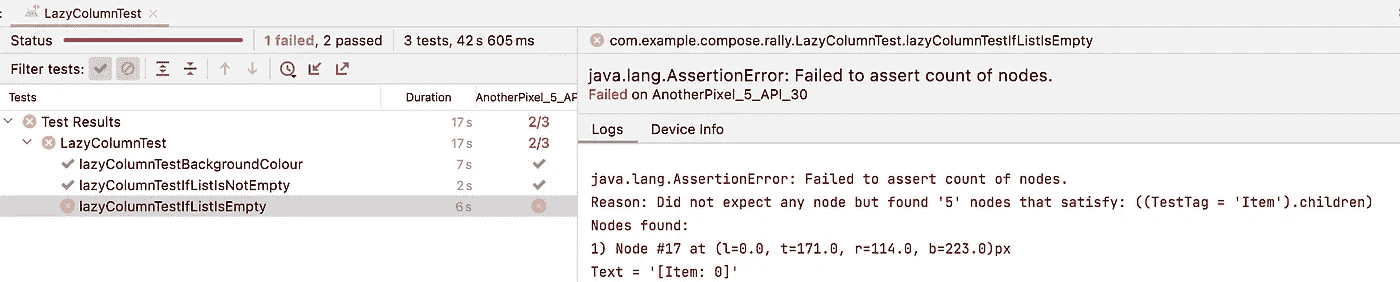 LazyColumnTest
Status 1 failed, 2 passed 3 tests, 42 s 605 ms
Filter tests:
Tests Duration AnotherPixel_5_AP
Test Results 17 s 2/3
LazyColumnTest 17 s 2/3
lazyColumnTestBackgroundColour 7 s
lazyColumnTestIfListIsNotEmpty 2 s
lazyColumnTestIfListIsEmpty 6 s
com.example.compose.rally.LazyColumnTest.lazyColumnTestIfListIsEmpty
java.lang.AssertionError: Failed to assert count of nodes.
Failed on AnotherPixel_5_API_30
Logs Device Info
java.lang.AssertionError: Failed to assert count of nodes.
Reason: Did not expect any node but found '5' nodes that satisfy: ((TestTag = 'Item').children)
Nodes found:
1) Node #17 at (l=0.0, t=171.0, r=114.0, b=223.0)px
Text = '[Item: 0]'